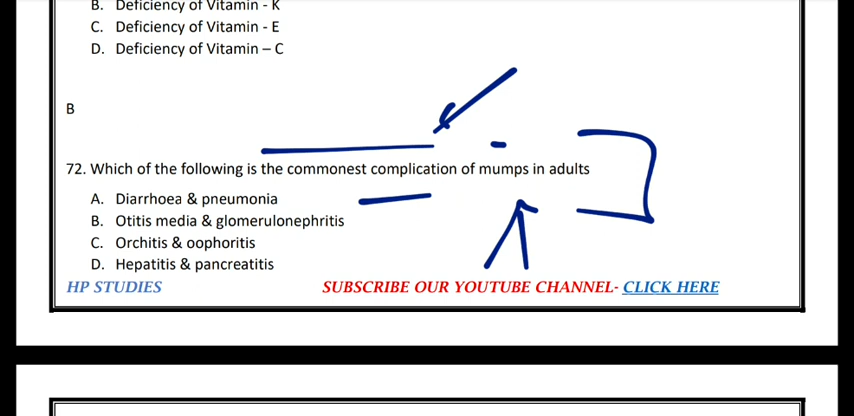 B. Deficiency of Vitamin - K
C. Deficiency of Vitamin - E
D. Deficiency of Vitamin – C
B
72. Which of the following is the commonest complication of mumps in adults
A. Diarrhoea & pneumonia
B. Otitis media & glomerulonephritis
C. Orchitis & oophoritis
D. Hepatitis & pancreatitis
HP STUDIES SUBSCRIBE OUR YOUTUBE CHANNEL- CLICK HERE